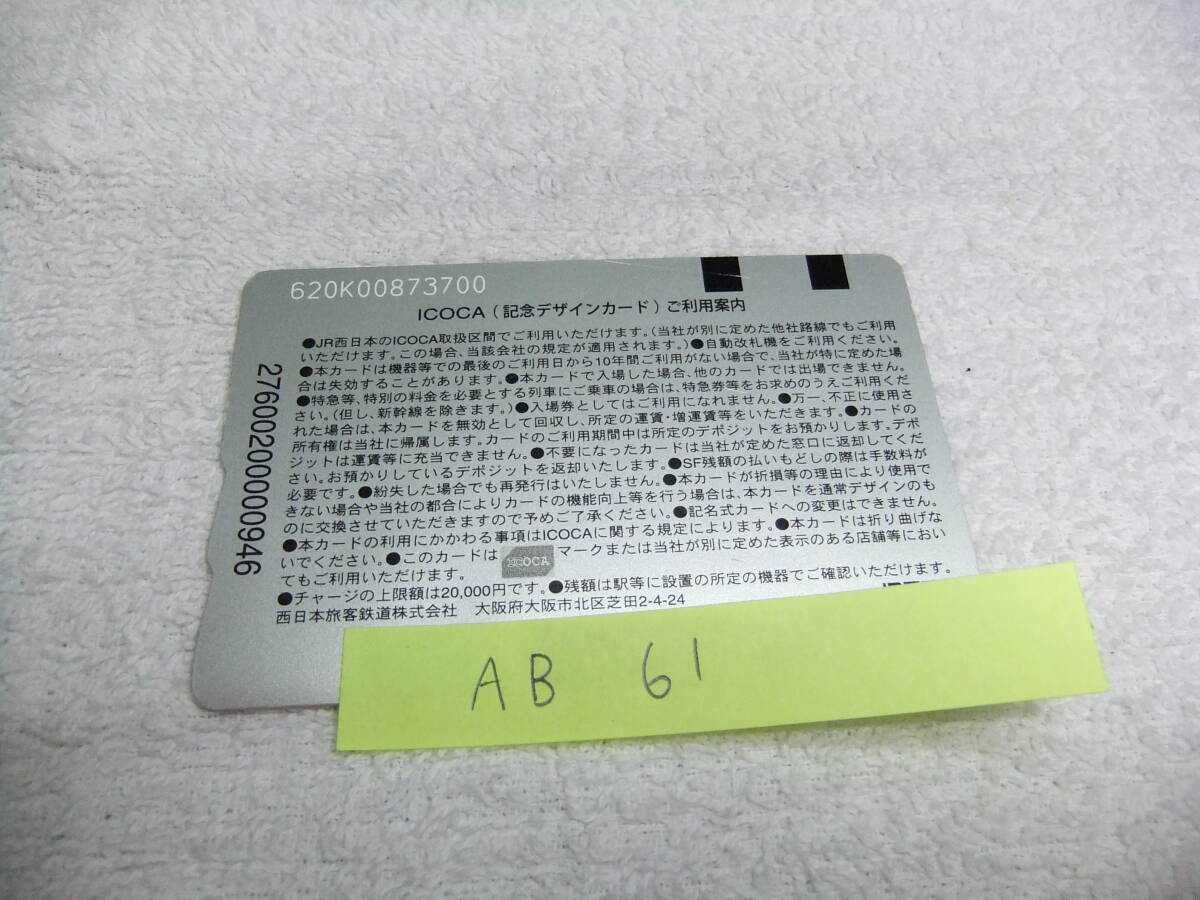 620K00873700
ICOCA（記念デザインカード）ご利用案内
●JR西日本のICOCA取扱区間でご利用いただけます。（当社が別に定めた他社路線でもご利用
いただけます。この場合、当該会社の規定が適用されます。）●自動改札機をご利用ください。
●本カードは機器等での最後のご利用日から10年間ご利用がない場合で、当社が特に定めた場
合は失効することがあります。●本カードで入場した場合、他のカードでは出場できません。
●特急等、特別の料金を必要とする列車にご乗車の場合は、特急券等をお求めのうえご利用くだ
さい。（但し、新幹線を除きます。）●入場券としてはご利用になれません。●万一、不正に使用さ
れた場合は、本カードを無効として回収し、所定の運賃・増運賃等をいただきます。●カードの
所有権は当社に帰属します。カードのご利用期間中は所定のデポジットをお預かりします。デポ
ジットは運賃等に充当できません。●不要になったカードは当社が定めた窓口に返却してくだ
さい。お預かりしているデポジットを返却いたします。●SF残額の払いもどしの際は手数料が
必要です。●紛失した場合でも再発行はいたしません。●本カードが折損等の理由により使用で
きない場合や当社の都合によりカードの機能向上等を行う場合は、本カードを通常デザインのも
のに交換させていただきますので予めご了承ください。●記名式カードへの変更はできません。
●本カードの利用にかかわる事項はICOCAに関する規定によります。●本カードは折り曲げな
いでください。●このカードは ICOCA マークまたは当社が別に定めた表示のある店舗等におい
てもご利用いただけます。
●チャージの上限額は20,000円です。●残額は駅等に設置の所定の機器でご確認いただけます。
西日本旅客鉄道株式会社　大阪府大阪市北区芝田2-4-24
27600200000946
AB 61